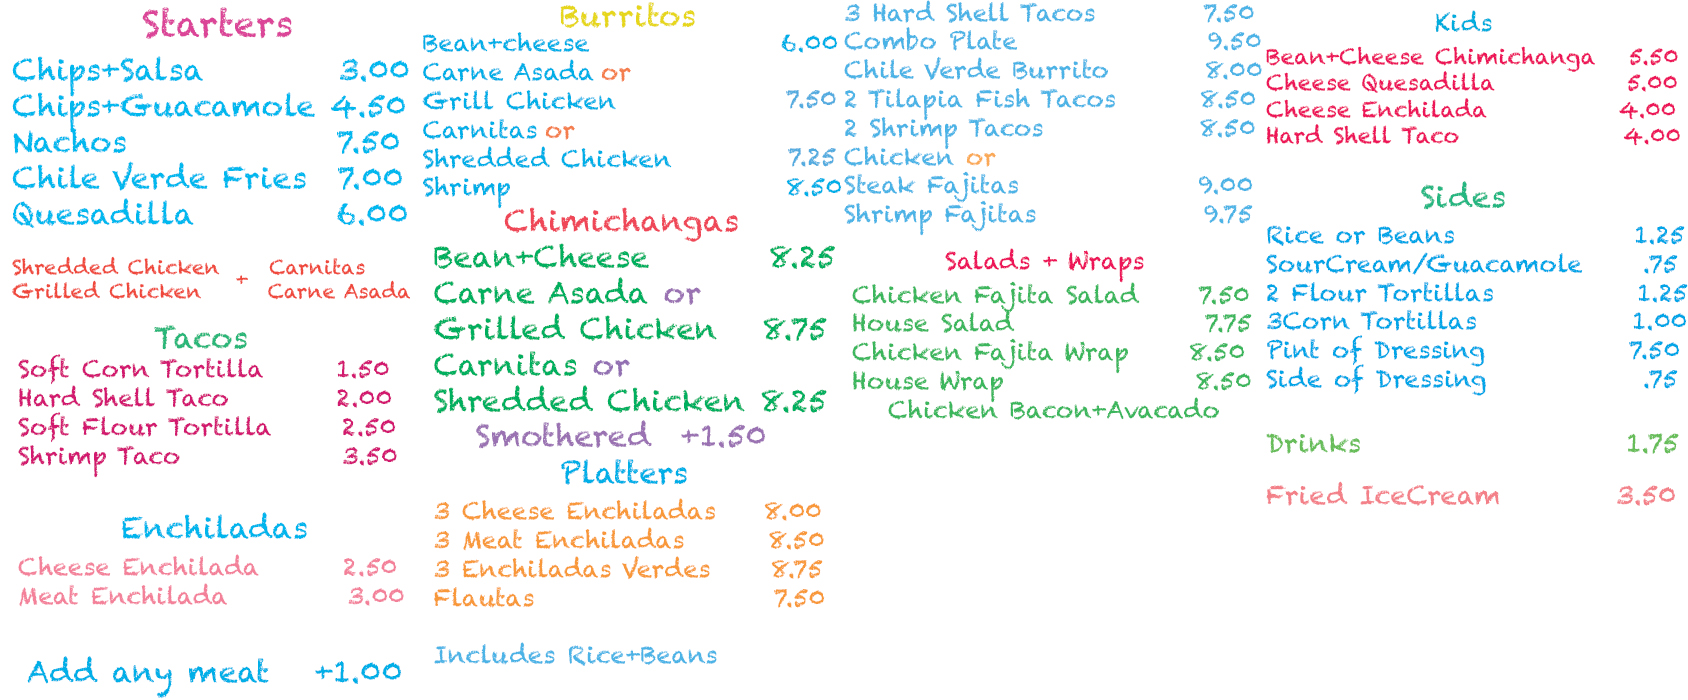 Starters
Chips+Salsa 3.00
Chips+Guacamole 4.50
Nachos 7.50
Chile Verde Fries 7.00
Quesadilla 6.00
Shredded Chicken + Carnitas
Grilled Chicken Carne Asada
Tacos
Soft Corn Tortilla 1.50
Hard Shell Taco 2.00
Soft Flour Tortilla 2.50
Shrimp Taco 3.50
Enchiladas
Cheese Enchilada 2.50
Meat Enchilada 3.00
Add any meat +1.00
Burritos
Bean+cheese 6.00
Carne Asada or
Grill Chicken 7.50
Carnitas or
Shredded Chicken 7.25
Shrimp 8.50
Chimichangas
Bean+Cheese 8.25
Carne Asada or
Grilled Chicken 8.75
Carnitas or
Shredded Chicken 8.25
Smothered +1.50
Platters
3 Cheese Enchiladas 8.00
3 Meat Enchiladas 8.50
3 Enchiladas Verdes 8.75
Flautas 7.50
Includes Rice+Beans
3 Hard Shell Tacos 7.50
Combo Plate 9.50
Chile Verde Burrito 8.00
2 Tilapia Fish Tacos 8.50
2 Shrimp Tacos 8.50
Chicken or
Steak Fajitas 9.00
Shrimp Fajitas 9.75
Salads + Wraps
Chicken Fajita Salad 7.50
House Salad 7.75
Chicken Fajita Wrap 8.50
House Wrap 8.50
Chicken Bacon+Avacado
Kids
Bean+Cheese Chimichanga 5.50
Cheese Quesadilla 5.00
Cheese Enchilada 4.00
Hard Shell Taco 4.00
Sides
Rice or Beans 1.25
SourCream/Guacamole .75
2 Flour Tortillas 1.25
3Corn Tortillas 1.00
Pint of Dressing 7.50
Side of Dressing .75
Drinks 1.75
Fried IceCream 3.50